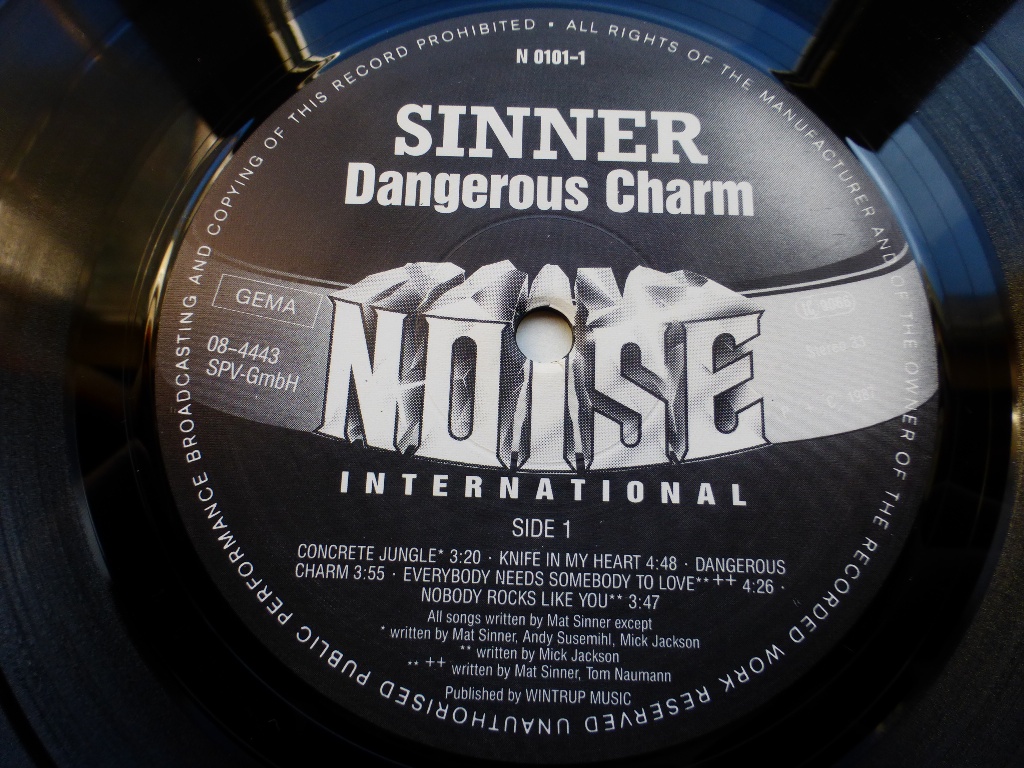 UNAUTHORISED PUBLIC PERFORMANCE BROADCASTING AND COPYING OF THIS RECORD PROHIBITED • ALL RIGHTS OF THE MANUFACTURER AND OF THE OWNER OF THE RECORDED WORK RESERVED
N 0101-1
SINNER
Dangerous Charm
GEMA
08-4443
SPV-GmbH
Stereo 33
1987
NOISE
INTERNATIONAL
SIDE 1
CONCRETE JUNGLE* 3:20 · KNIFE IN MY HEART 4:48 · DANGEROUS
CHARM 3:55 · EVERYBODY NEEDS SOMEBODY TO LOVE** ++ 4:26 ·
NOBODY ROCKS LIKE YOU** 3:47
All songs written by Mat Sinner except
* written by Mat Sinner, Andy Susemihl, Mick Jackson
** written by Mick Jackson
** ++ written by Mat Sinner, Tom Naumann
Published by WINTRUP MUSIC